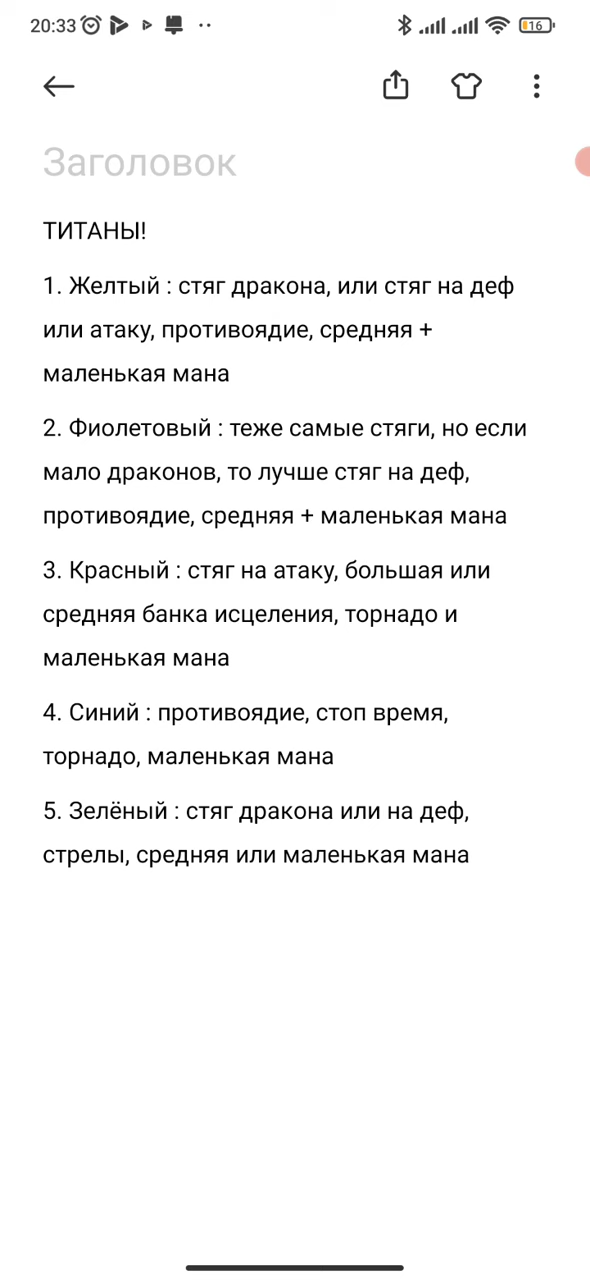 20:33
16
Заголовок
ТИТАНЫ!
1. Желтый : стяг дракона, или стяг на деф
или атаку, противоядие, средняя +
маленькая мана
2. Фиолетовый : теже самые стяги, но если
мало драконов, то лучше стяг на деф,
противоядие, средняя + маленькая мана
3. Красный : стяг на атаку, большая или
средняя банка исцеления, торнадо и
маленькая мана
4. Синий : противоядие, стоп время,
торнадо, маленькая мана
5. Зелёный : стяг дракона или на деф,
стрелы, средняя или маленькая мана